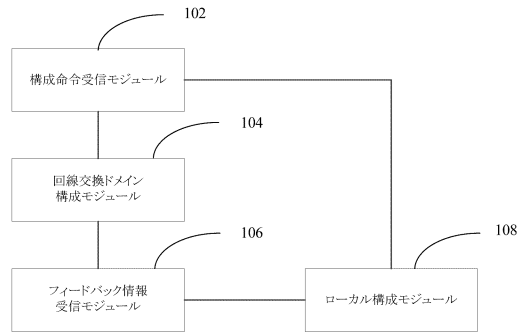 102
構成命令受信モジュール
104
回線交換ドメイン
構成モジュール
106
フィードバック情報
受信モジュール
108
ローカル構成モジュール